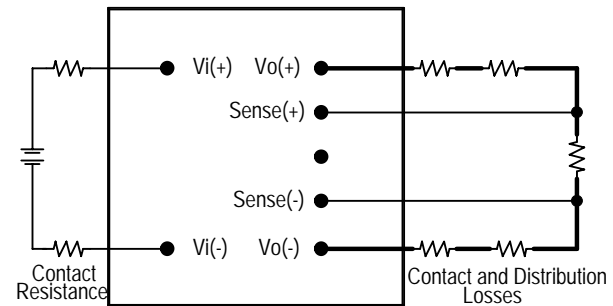 Vi(+) Vo(+)
Sense(+)
Sense(-)
Vi(-) Vo(-)
Contact
Resistance
Contact and Distribution
Losses